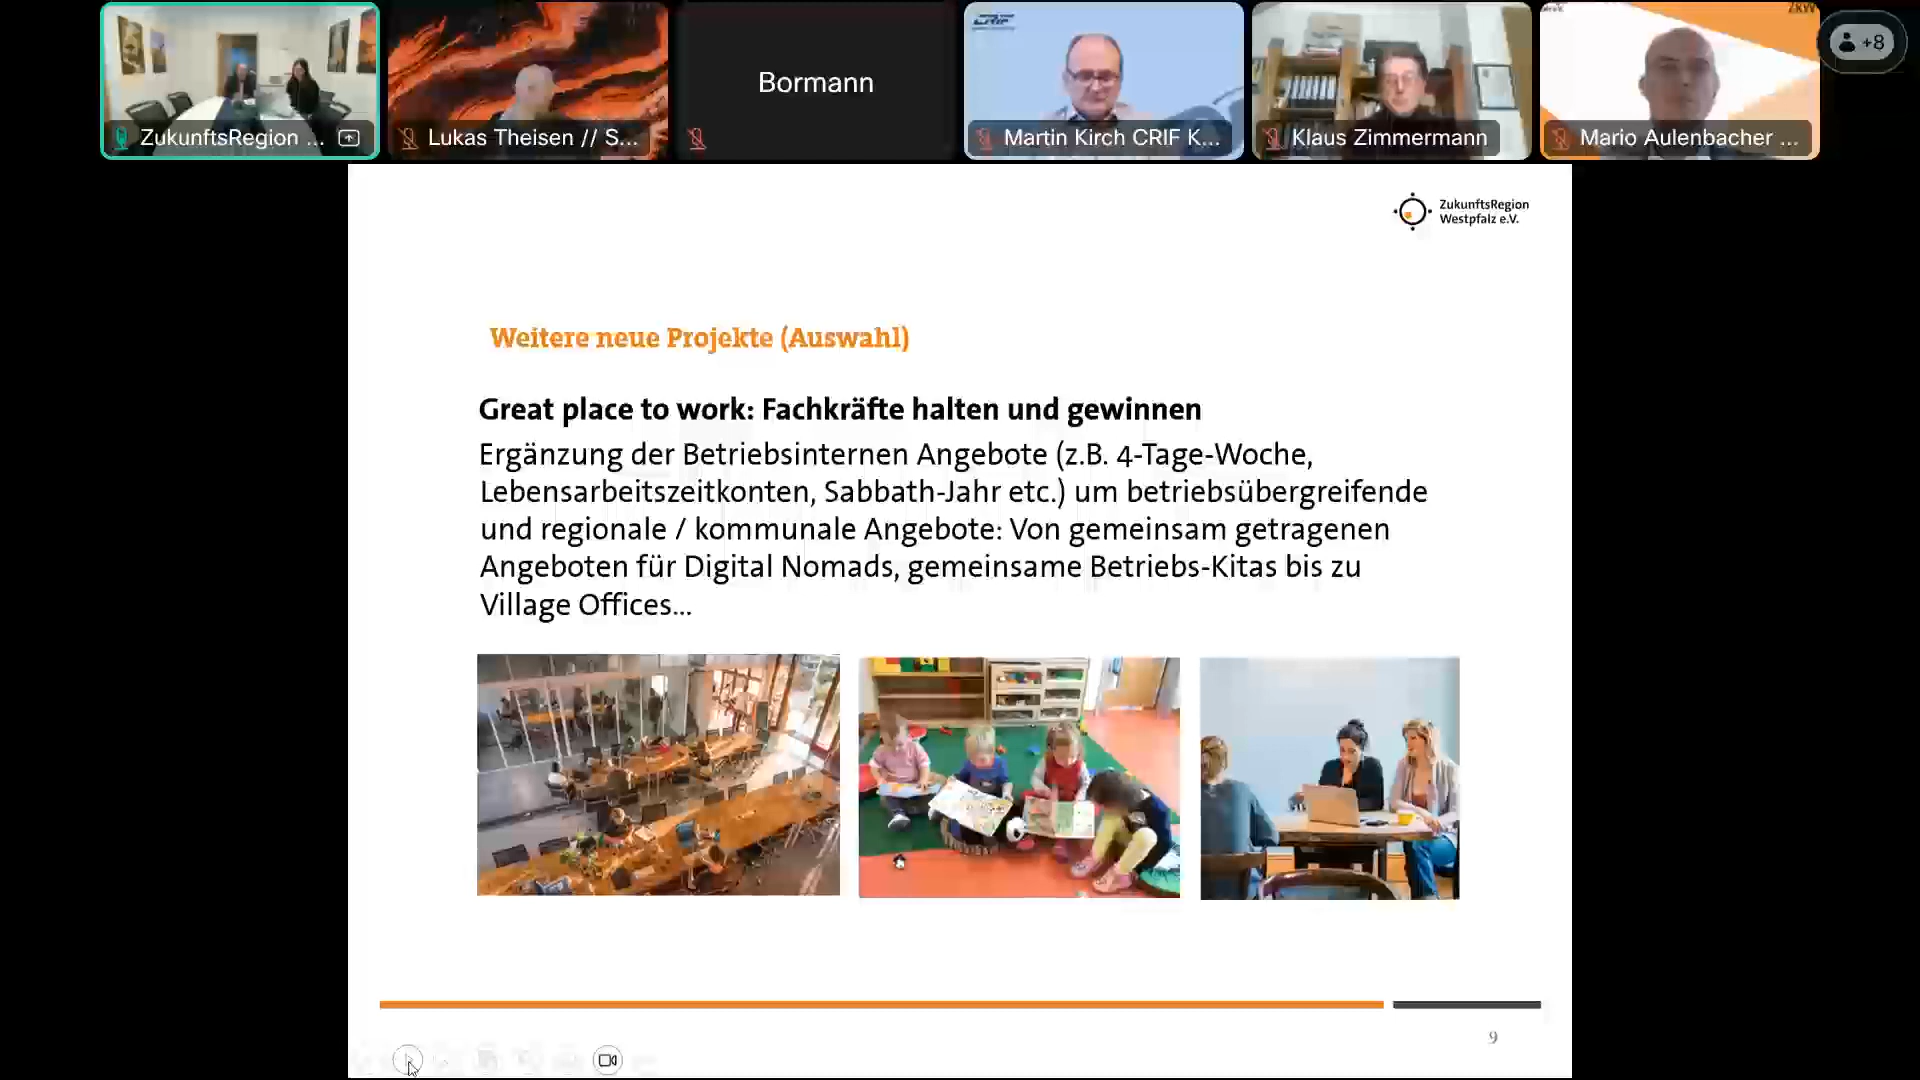 ZukunftsRegion ...
Lukas Theisen // S...
Bormann
CRIF
Martin Kirch CRIF K...
Klaus Zimmermann
ZKW
Mario Aulenbacher ...
+8
ZukunftsRegion
Westpfalz e.V.
Weitere neue Projekte (Auswahl)
Great place to work: Fachkräfte halten und gewinnen
Ergänzung der Betriebsinternen Angebote (z.B. 4-Tage-Woche,
Lebensarbeitszeitkonten, Sabbath-Jahr etc.) um betriebsübergreifende
und regionale / kommunale Angebote: Von gemeinsam getragenen
Angeboten für Digital Nomads, gemeinsame Betriebs-Kitas bis zu
Village Offices...
9